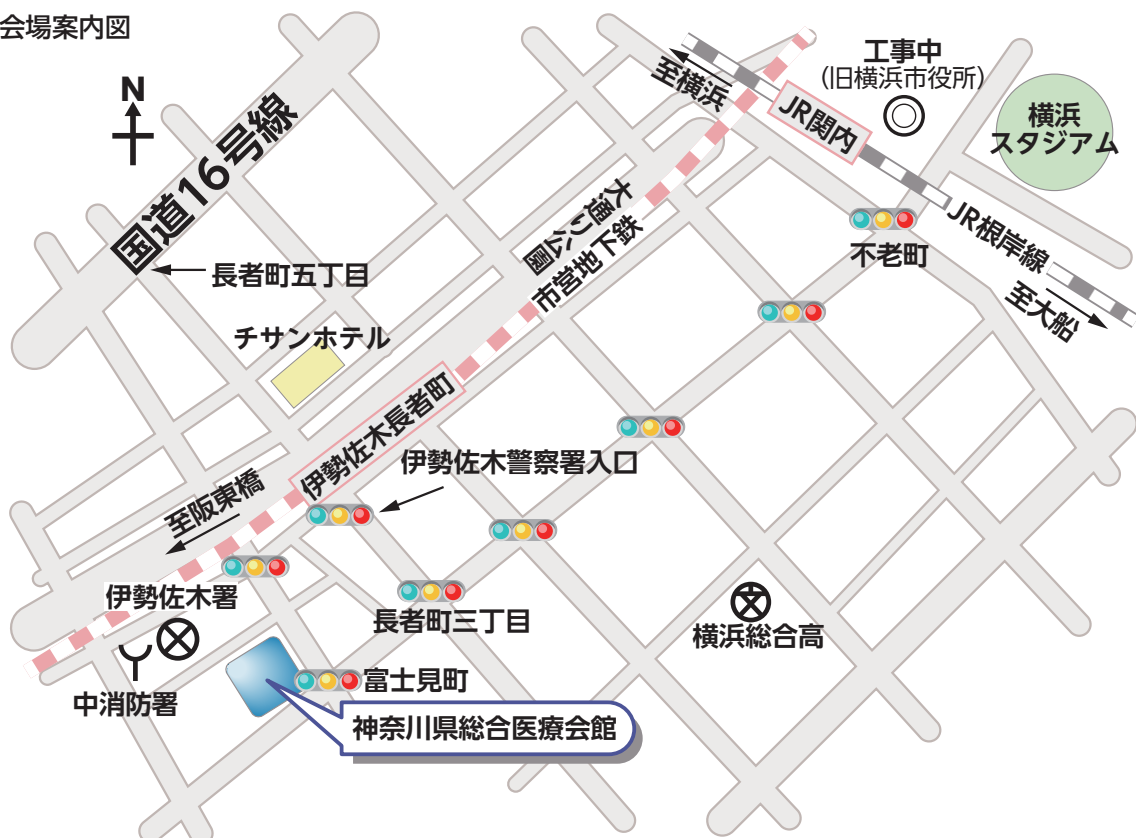 会場案内図
N
国道16号線
至横浜
工事中
(旧横浜市役所)
JR関内
横浜
スタジアム
大通り公園
市営地下鉄
JR根岸線
不老町
至大船
長者町五丁目
チサンホテル
伊勢佐木長者町
伊勢佐木警察署入口
至阪東橋
伊勢佐木署
長者町三丁目
横浜総合高
中消防署
富士見町
神奈川県総合医療会館